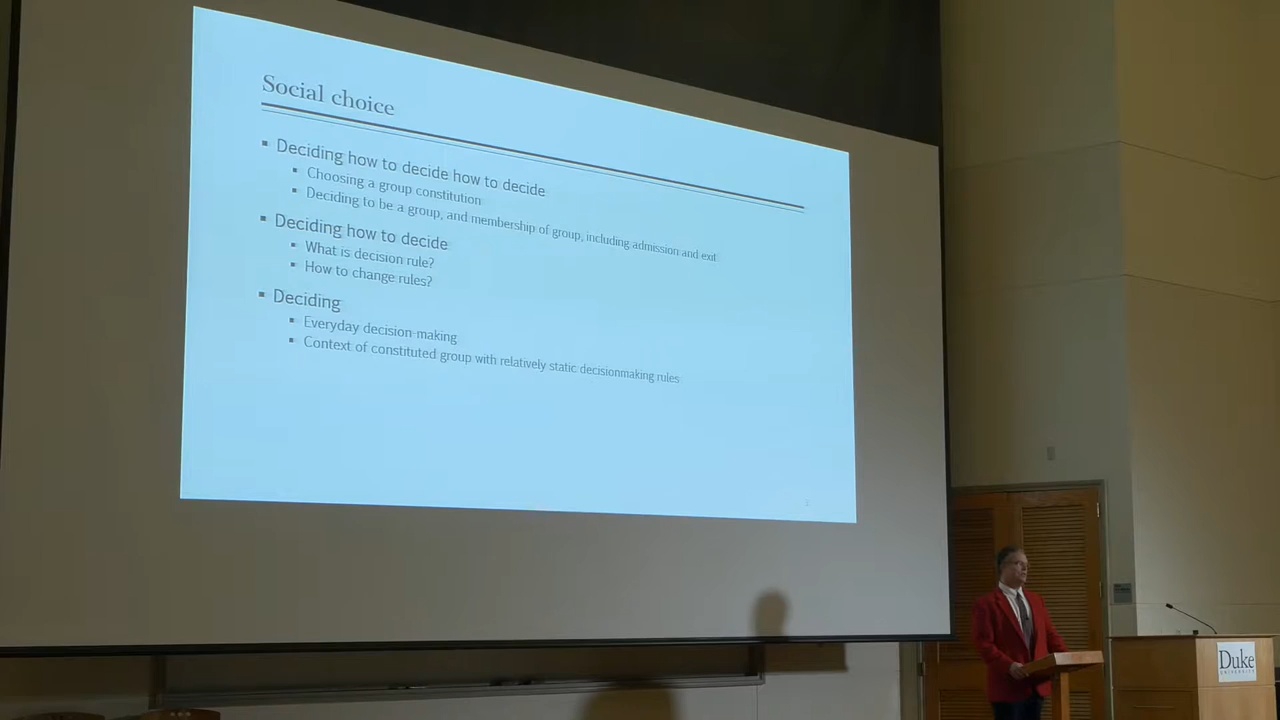 Social choice
Deciding how to decide how to decide
Choosing a group constitution
Deciding to be a group, and membership of group, including admission and exit
Deciding how to decide
What is decision rule?
How to change rules?
Deciding
Everyday decision-making
Context of constituted group with relatively static decisionmaking rules
Duke
UNIVERSITY